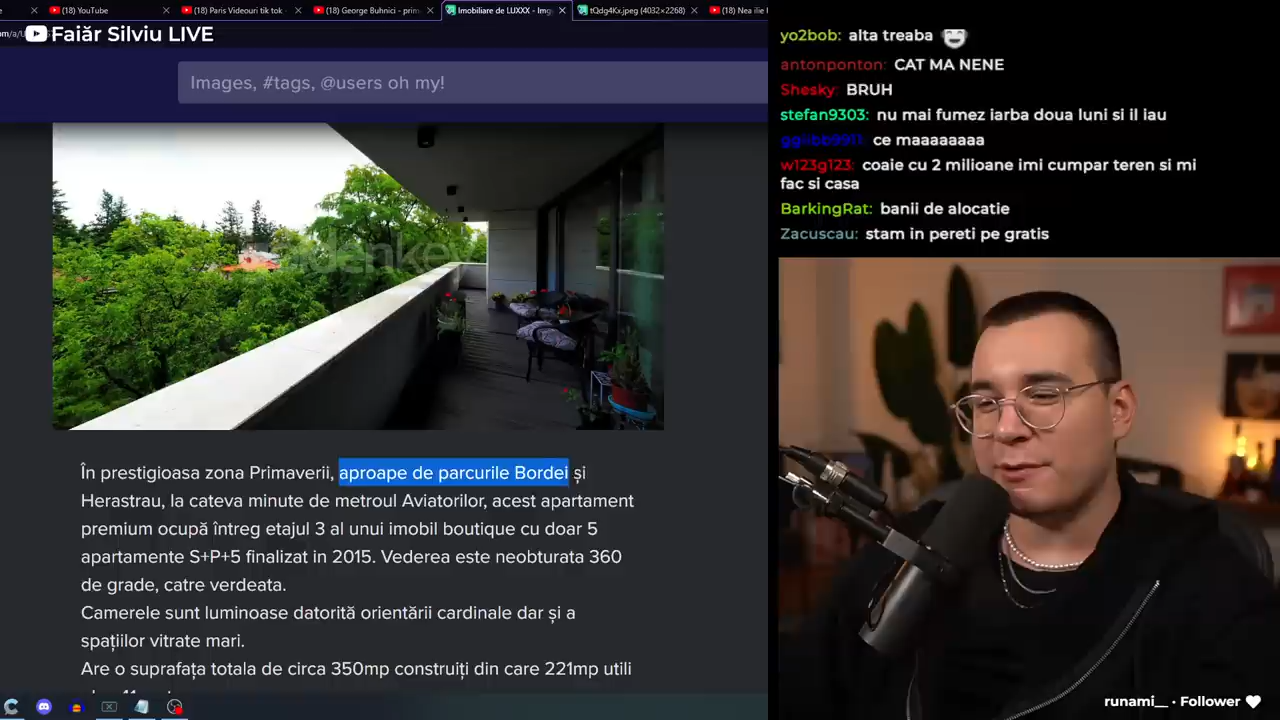 (18) YouTube
(18) Paris Videouri tik tok
(18) George Buhnici - prim
Imobiliare de LUXXX - Img
tQdg4Kx.jpeg (4032×2268)
(18) Nea Ilie
Faiăr Silviu LIVE
Images, #tags, @users oh my!
În prestigioasa zona Primaverii, aproape de parcurile Bordei și
Herastrau, la cateva minute de metroul Aviatorilor, acest apartament
premium ocupă întreg etajul 3 al unui imobil boutique cu doar 5
apartamente S+P+5 finalizat in 2015. Vederea este neobturata 360
de grade, catre verdeata.
Camerele sunt luminoase datorită orientării cardinale dar și a
spațiilor vitrate mari.
Are o suprafața totala de circa 350mp construiți din care 221mp utili
yo2bob: alta treaba
antonponton: CAT MA NENE
Shesky: BRUH
stefan9303: nu mai fumez iarba doua luni si il iau
ce maaaaaaaa
w123g123: coaie cu 2 milioane imi cumpar teren si mi
fac si casa
BarkingRat: banii de alocatie
Zacuscau: stam in pereti pe gratis
runami__ · Follower